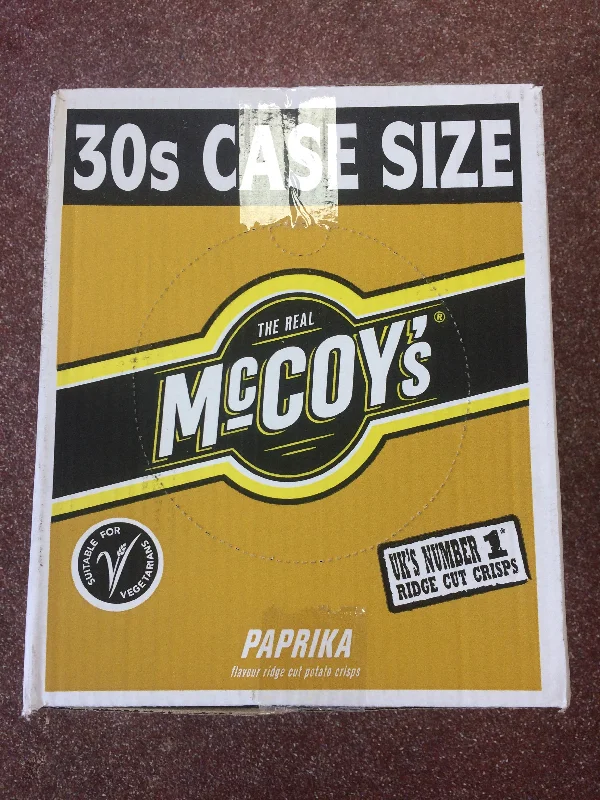 30s CASE SIZE
THE REAL
McCOY's®
SUITABLE FOR
VEGETARIANS
UK'S NUMBER 1*
RIDGE CUT CRISPS
PAPRIKA
flavour ridge cut potato crisps